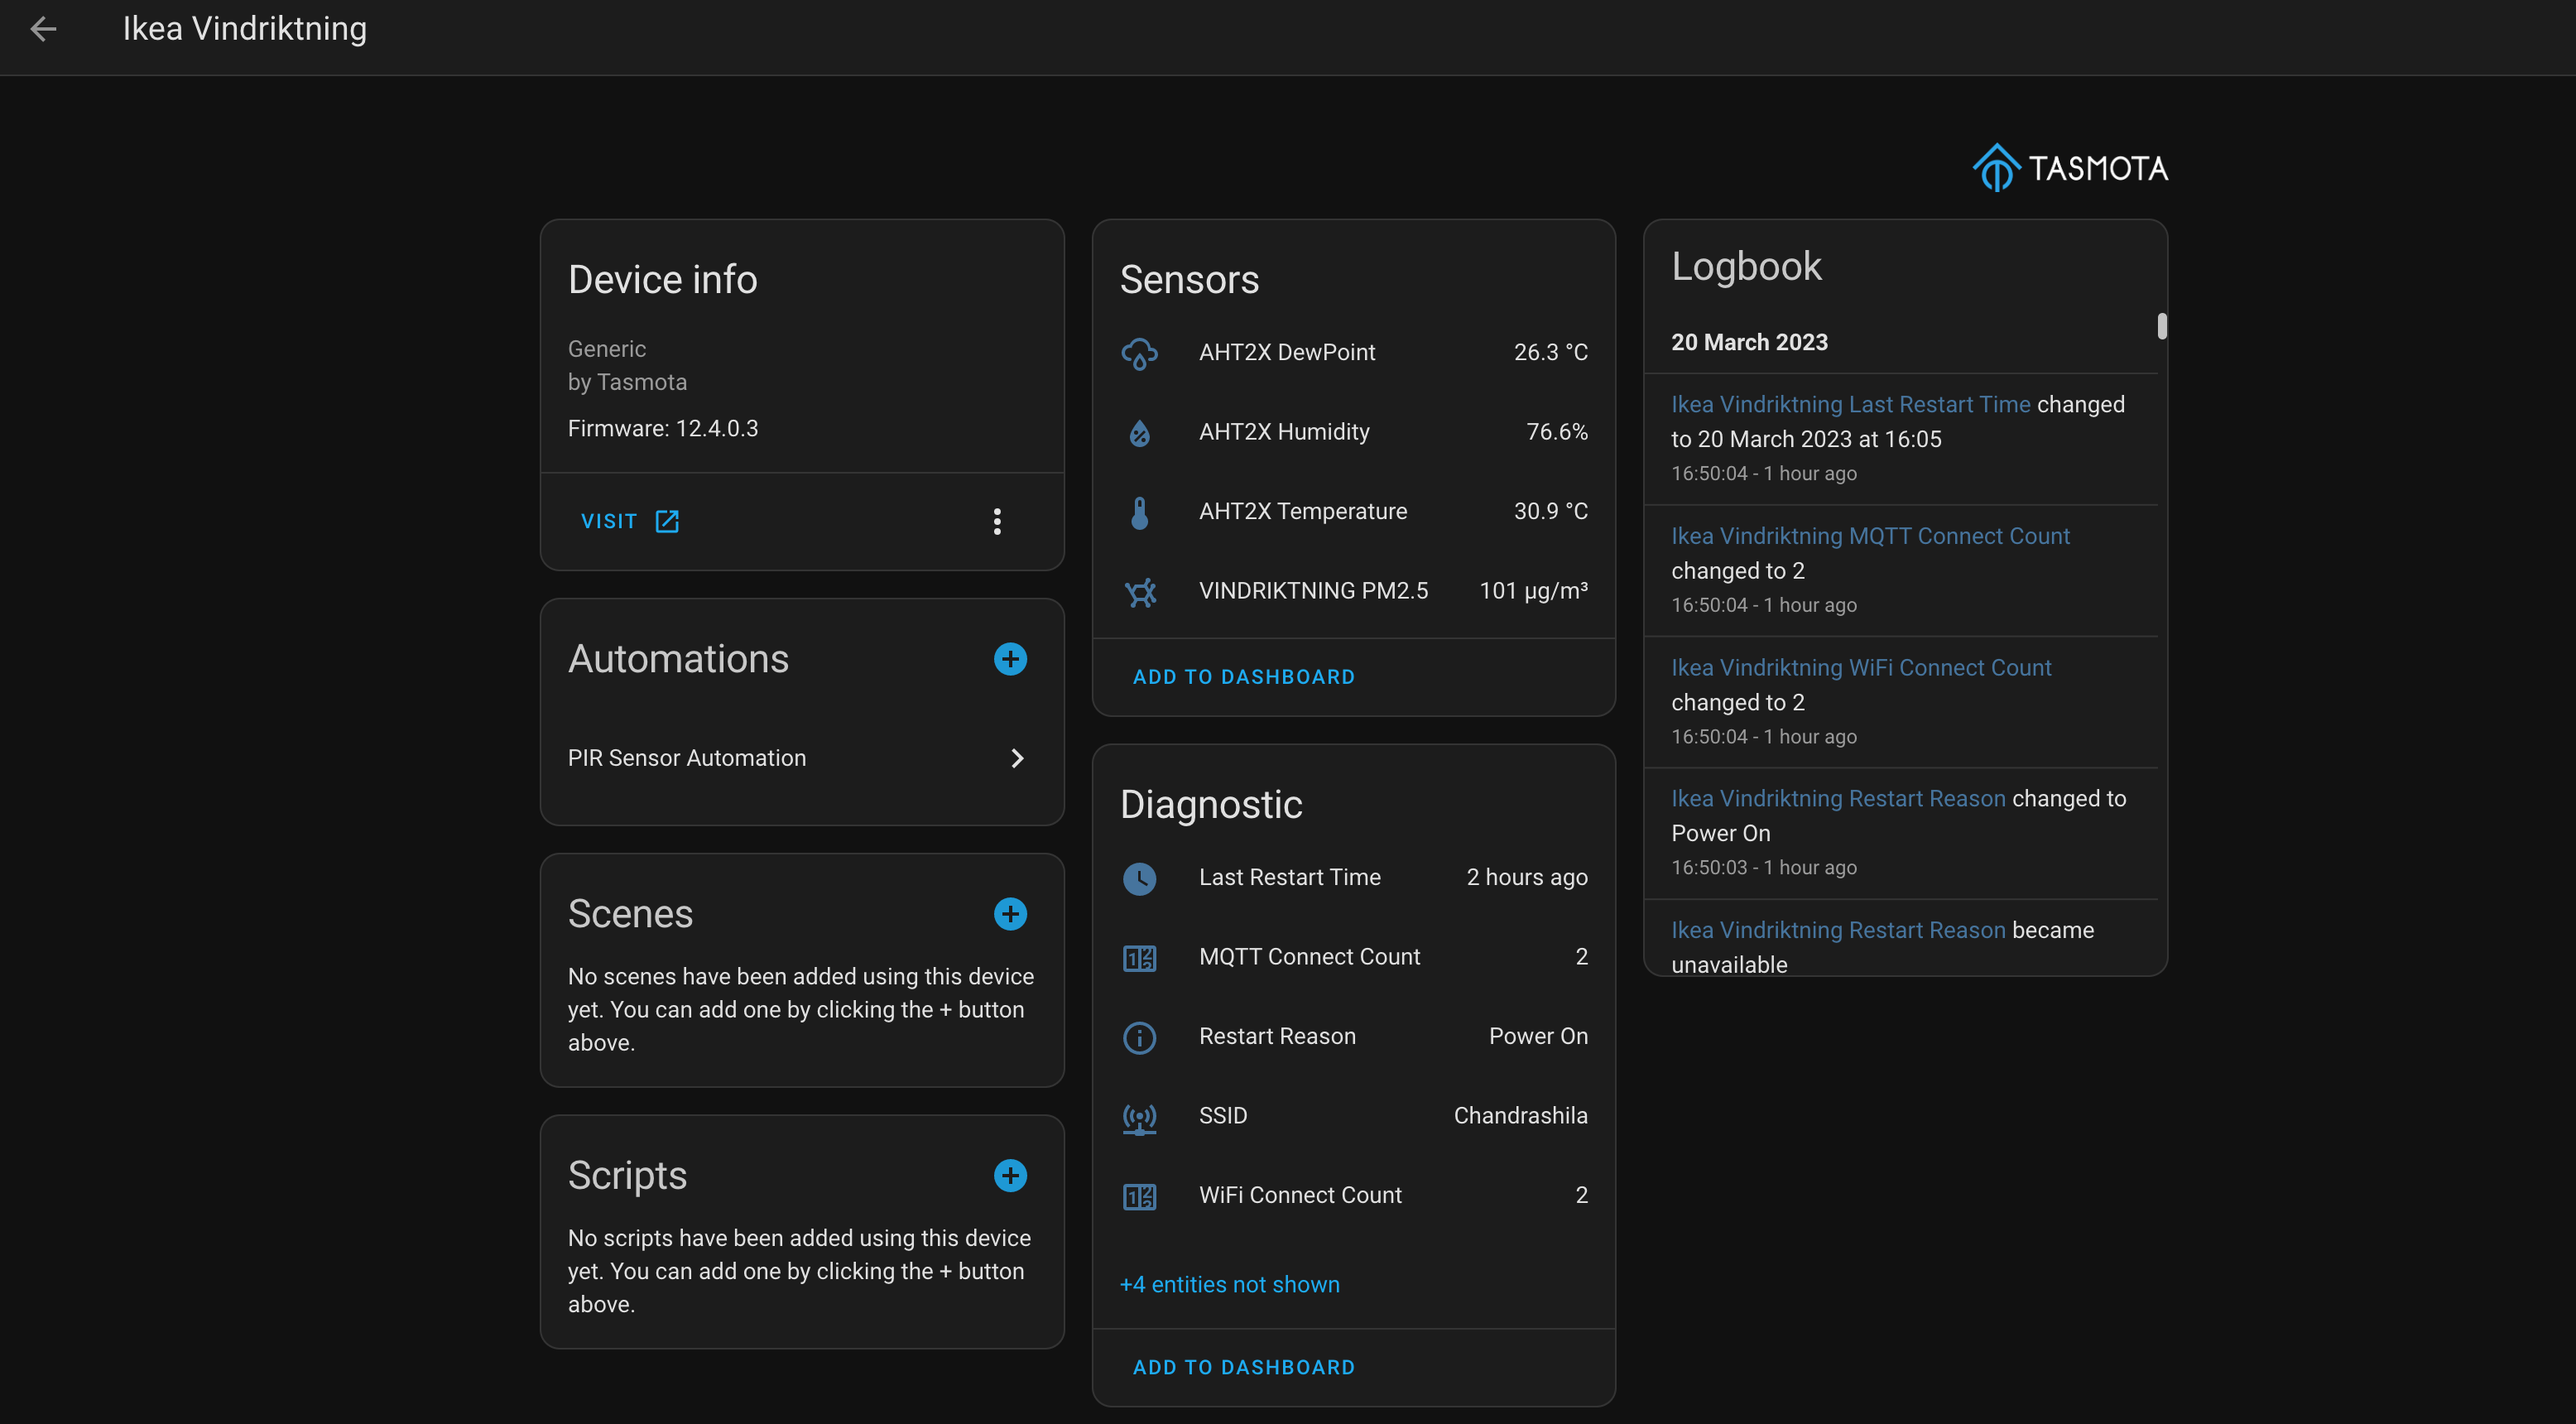 Ikea Vindriktning
TASMOTA
Device info
Generic
by Tasmota
Firmware: 12.4.0.3
VISIT
Automations
PIR Sensor Automation
Scenes
No scenes have been added using this device
yet. You can add one by clicking the + button
above.
Scripts
No scripts have been added using this device
yet. You can add one by clicking the + button
above.
Sensors
AHT2X DewPoint 26.3 °C
AHT2X Humidity 76.6%
AHT2X Temperature 30.9 °C
VINDRIKTNING PM2.5 101 µg/m³
ADD TO DASHBOARD
Diagnostic
Last Restart Time 2 hours ago
MQTT Connect Count 2
Restart Reason Power On
SSID Chandrashila
WiFi Connect Count 2
+4 entities not shown
ADD TO DASHBOARD
Logbook
20 March 2023
Ikea Vindriktning Last Restart Time changed
to 20 March 2023 at 16:05
16:50:04 - 1 hour ago
Ikea Vindriktning MQTT Connect Count
changed to 2
16:50:04 - 1 hour ago
Ikea Vindriktning WiFi Connect Count
changed to 2
16:50:04 - 1 hour ago
Ikea Vindriktning Restart Reason changed to
Power On
16:50:03 - 1 hour ago
Ikea Vindriktning Restart Reason became
unavailable